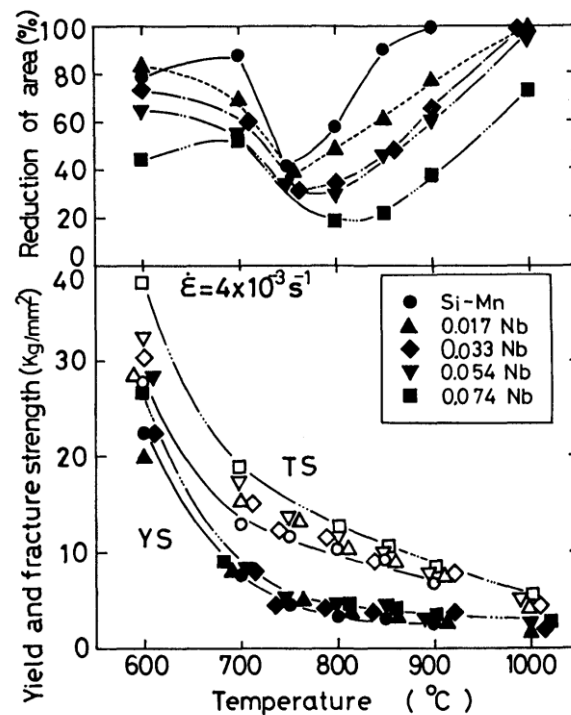 Reduction of area (%)
100
80
60
40
20
0
Yield and fracture strength (Kg/mm²)
40
30
20
10
0
ε̇=4x10⁻³s⁻¹
Si-Mn
0.017 Nb
0.033 Nb
0.054 Nb
0.074 Nb
TS
YS
600 700 800 900 1000
Temperature (°C)